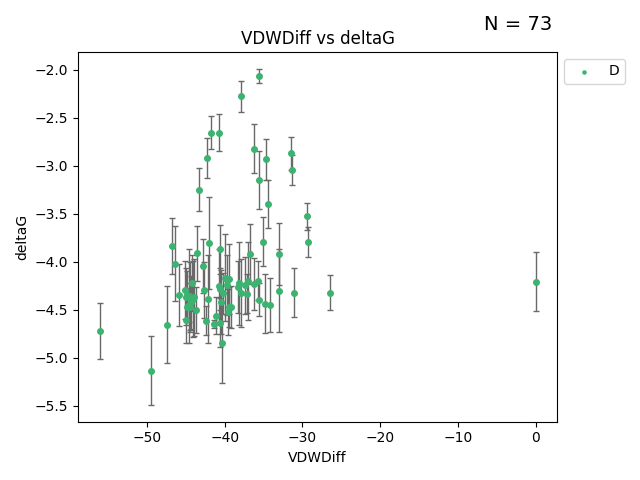 N = 73
VDWDiff vs deltaG
D
−2.0
−2.5
−3.0
−3.5
−4.0
−4.5
−5.0
−5.5
deltaG
−50 −40 −30 −20 −10 0
VDWDiff